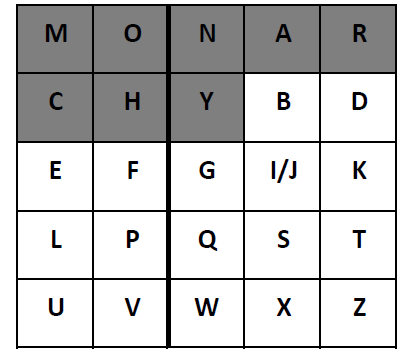 M O N A R
C H Y B D
E F G I/J K
L P Q S T
U V W X Z